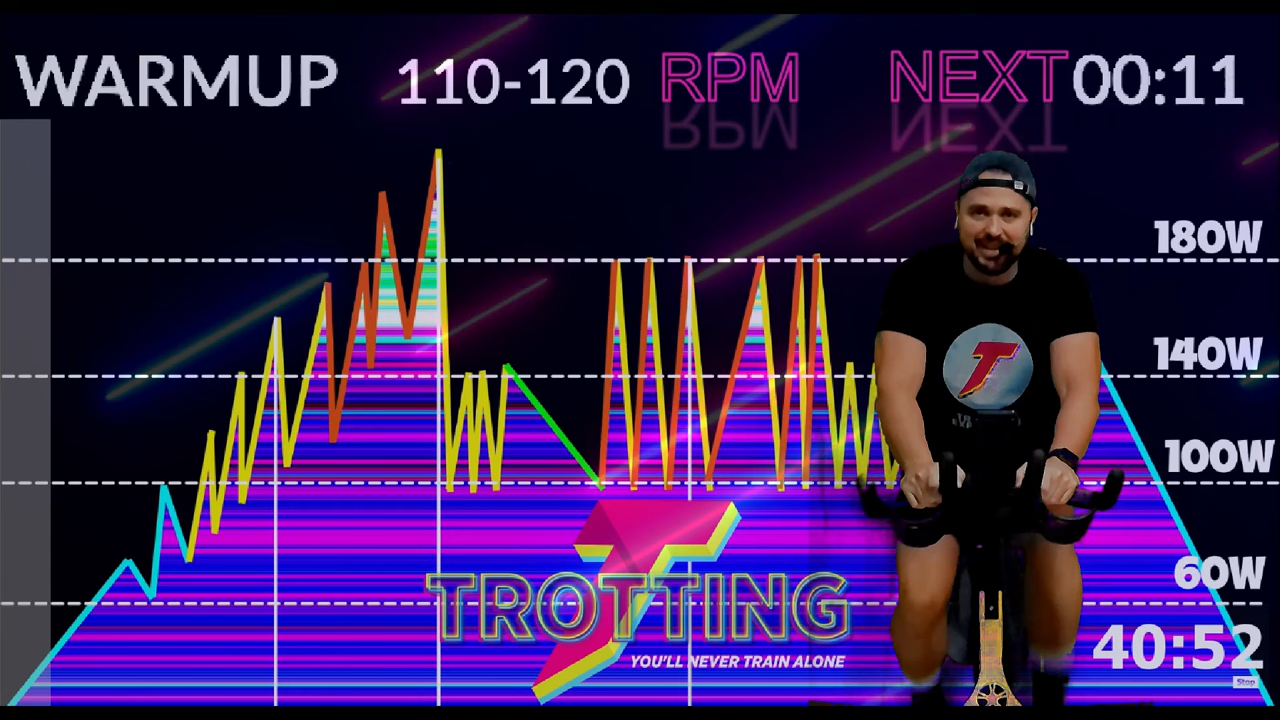 WARMUP 110-120 RPM NEXT 00:11
180W
140W
100W
60W
TROTTING
YOU'LL NEVER TRAIN ALONE
40:52
Stop